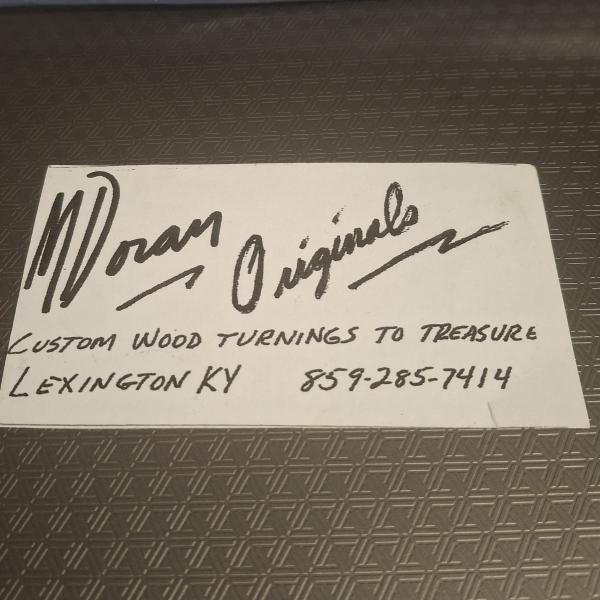 MDoran Originals
CUSTOM WOOD TURNINGS TO TREASURE
LEXINGTON KY 859-285-7414